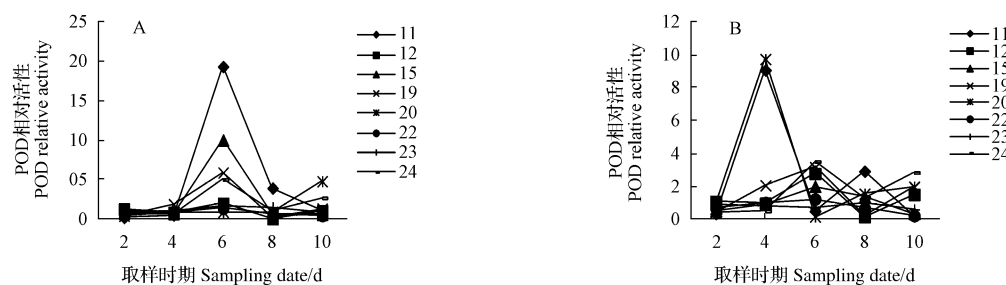 A
25
20
15
10
05
0
2 4 6 8 10
POD相对活性
POD relative activity
取样时期 Sampling date/d
11
12
15
19
20
22
23
24
B
12
10
8
6
4
2
0
2 4 6 8 10
POD相对活性
POD relative activity
取样时期 Sampling date/d
11
12
15
19
20
22
23
24